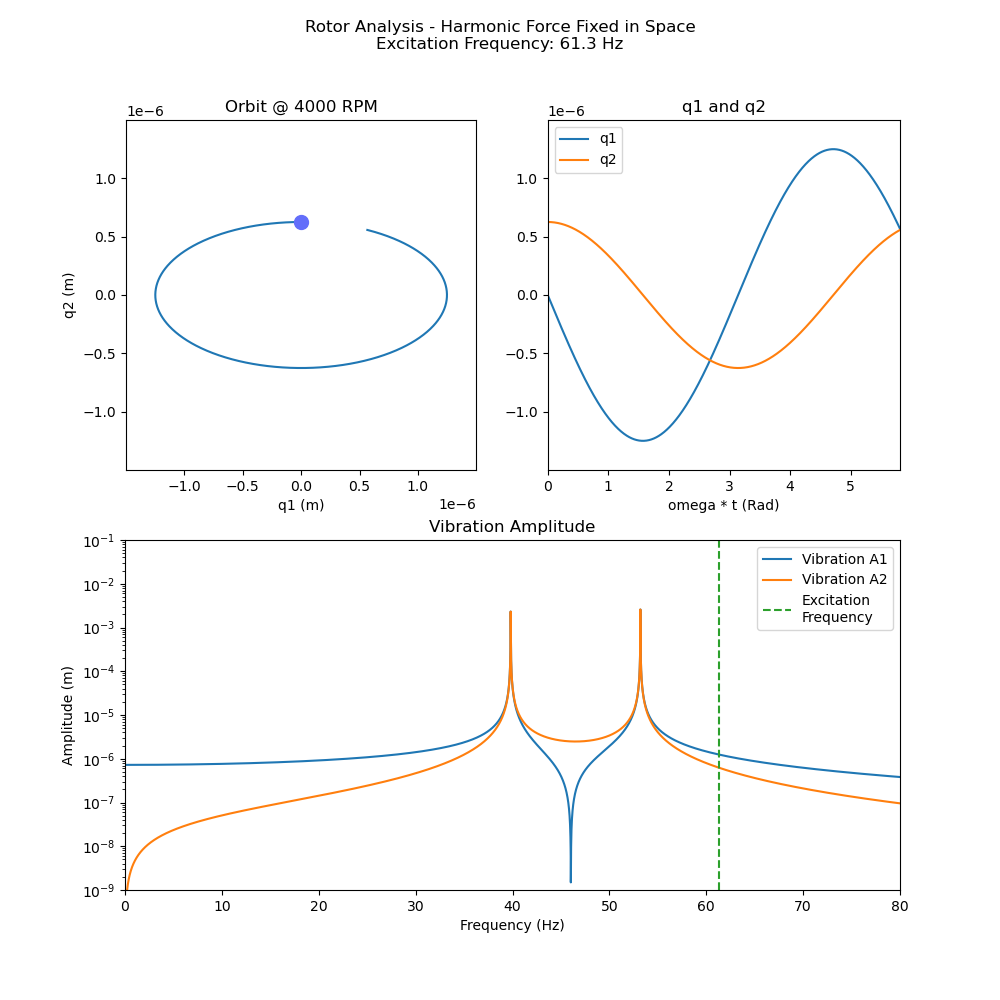 Rotor Analysis - Harmonic Force Fixed in Space
Excitation Frequency: 61.3 Hz
Orbit @ 4000 RPM
1e−6
1.0
0.5
0.0
−0.5
−1.0
q2 (m)
−1.0 −0.5 0.0 0.5 1.0
q1 (m)
1e−6
q1 and q2
1e−6
q1
q2
1.0
0.5
0.0
−0.5
−1.0
0 1 2 3 4 5
omega * t (Rad)
Vibration Amplitude
10⁻¹
10⁻²
10⁻³
10⁻⁴
10⁻⁵
10⁻⁶
10⁻⁷
10⁻⁸
10⁻⁹
Amplitude (m)
Vibration A1
Vibration A2
Excitation
Frequency
0 10 20 30 40 50 60 70 80
Frequency (Hz)